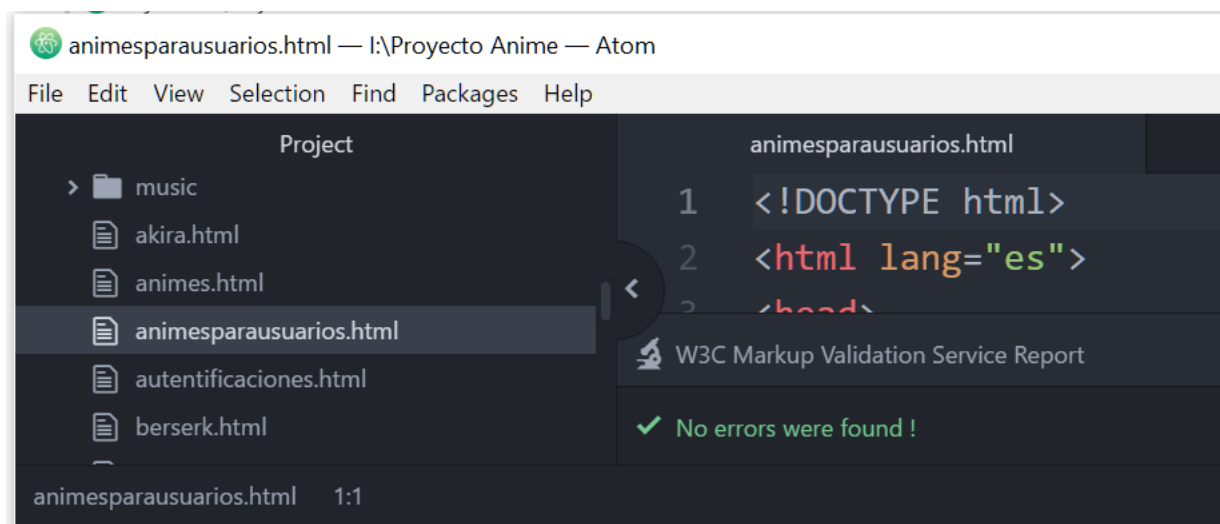 animesparausuarios.html — I:\Proyecto Anime — Atom
File Edit View Selection Find Packages Help
Project
music
akira.html
animes.html
animesparausuarios.html
autentificaciones.html
berserk.html
animesparausuarios.html
1 <!DOCTYPE html>
2 <html lang="es">
3 <head>
W3C Markup Validation Service Report
No errors were found !
animesparausuarios.html 1:1